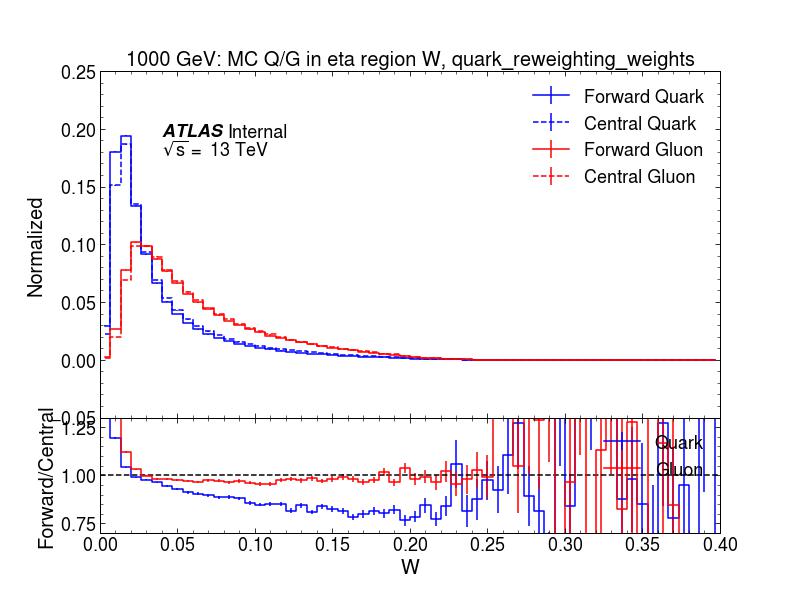 1000 GeV: MC Q/G in eta region W, quark_reweighting_weights
0.25
0.20
0.15
0.10
0.05
0.00
0.05
Normalized
ATLAS Internal
√s = 13 TeV
Forward Quark
Central Quark
Forward Gluon
Central Gluon
1.25
1.00
0.75
Forward/Central
Quark
Gluon
0.00 0.05 0.10 0.15 0.20 0.25 0.30 0.35 0.40
W